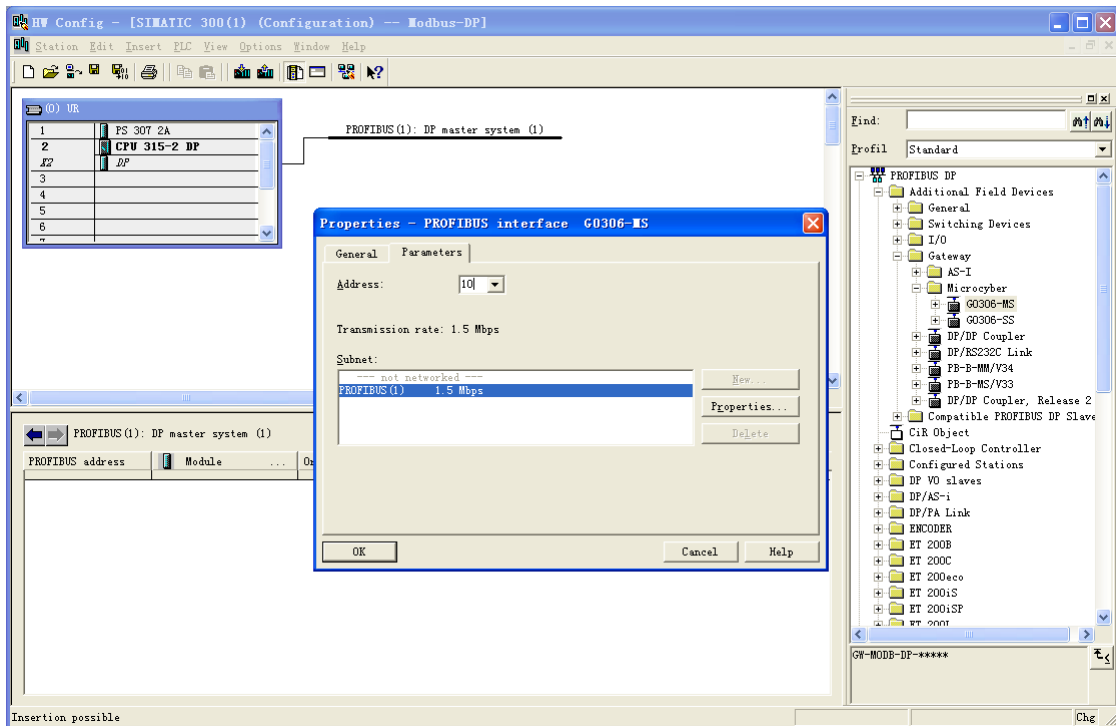 HW Config - [SIMATIC 300(1) (Configuration) -- Modbus-DP]
Station Edit Insert PLC View Options Window Help
(0) UR
1 PS 307 2A
2 CPU 315-2 DP
X2 DP
3
4
5
6
7
PROFIBUS(1): DP master system (1)
Properties - PROFIBUS interface G0306-MS
General Parameters
Address: 10
Transmission rate: 1.5 Mbps
Subnet:
--- not networked ---
PROFIBUS(1) 1.5 Mbps
New...
Properties...
Delete
OK Cancel Help
PROFIBUS(1): DP master system (1)
PROFIBUS address Module ... Or
Find:
Profil Standard
PROFIBUS DP
Additional Field Devices
General
Switching Devices
I/O
Gateway
AS-I
Microcyber
G0306-MS
G0306-SS
DP/DP Coupler
DP/RS232C Link
PB-B-MM/V34
PB-B-MS/V33
DP/DP Coupler, Release 2
Compatible PROFIBUS DP Slave
CiR Object
Closed-Loop Controller
Configured Stations
DP V0 slaves
DP/AS-i
DP/PA Link
ENCODER
ET 200B
ET 200C
ET 200eco
ET 200iS
ET 200iSP
ET 200L
GW-MODB-DP-*****
Insertion possible
Chg